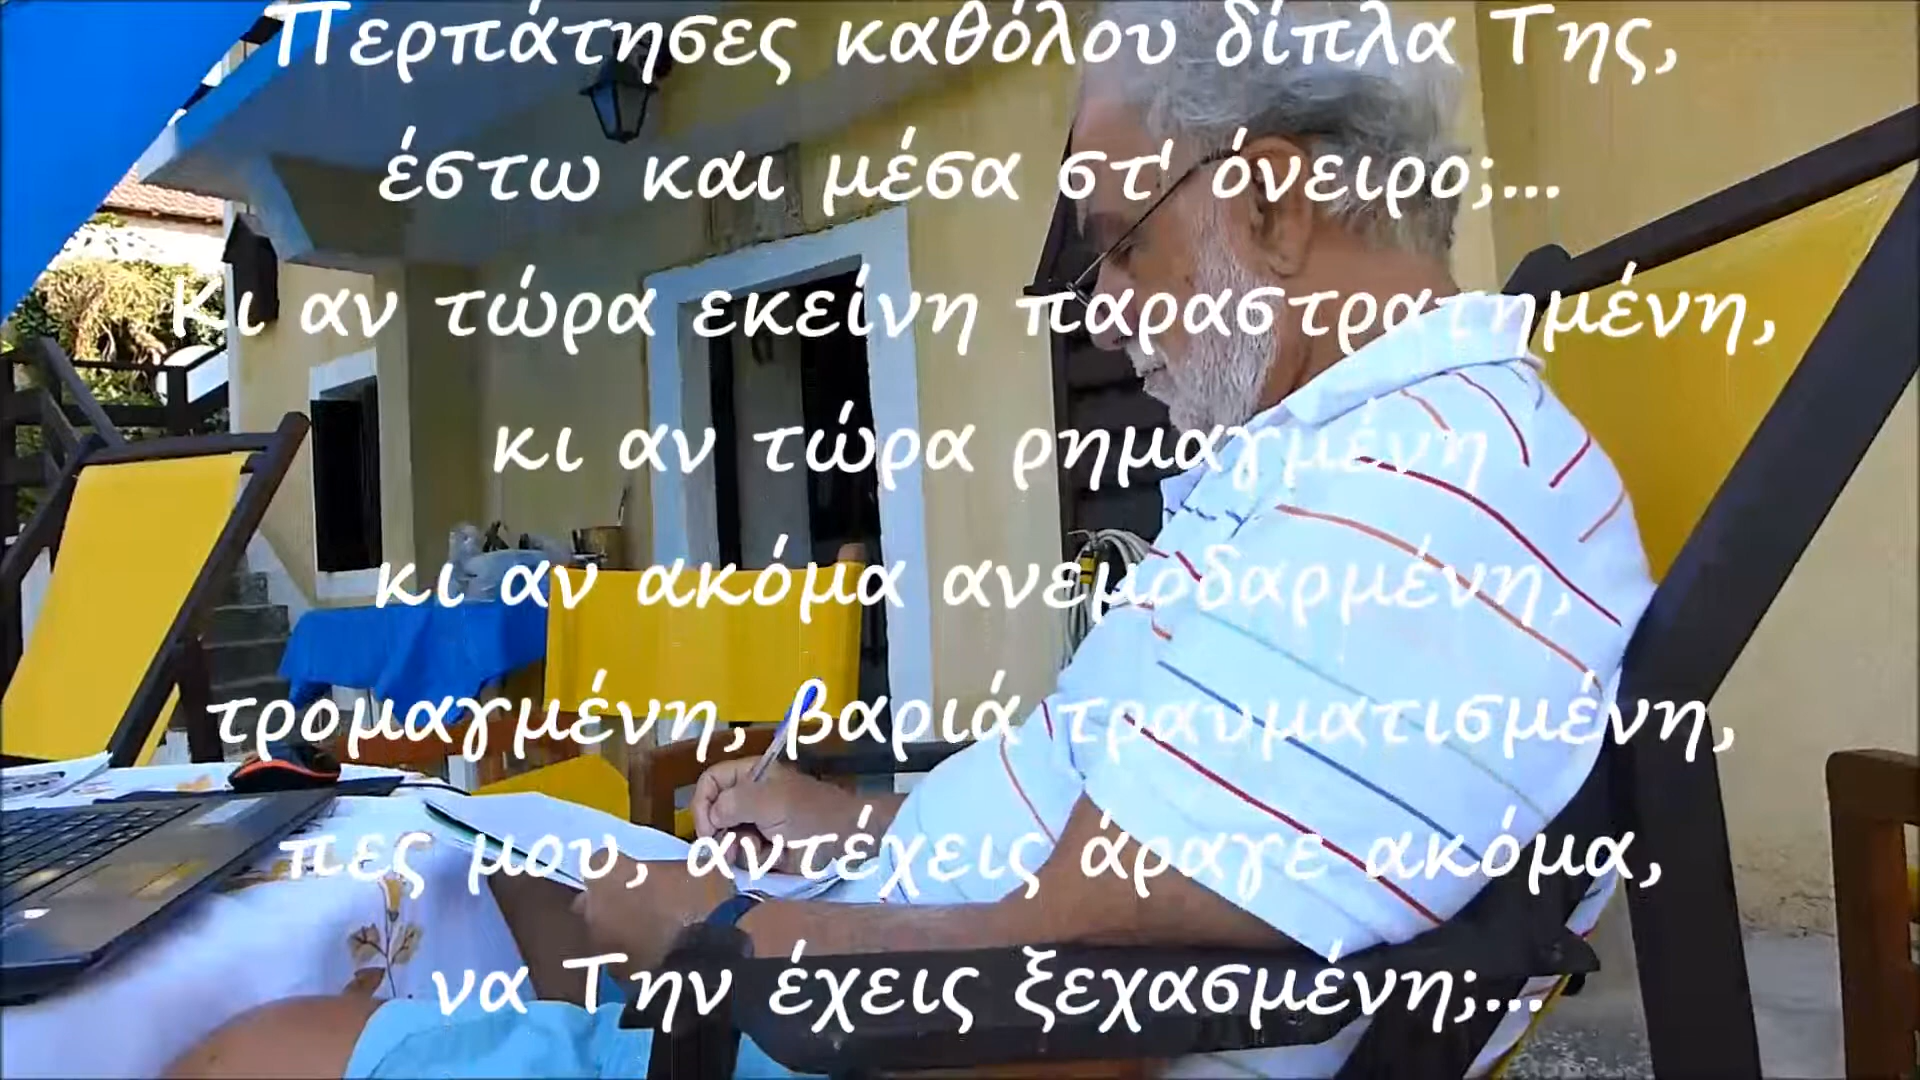 Περπάτησες καθόλου δίπλα Της,
έστω και μέσα στ' όνειρο;...
Κι αν τώρα εκείνη παραστρατημένη,
κι αν τώρα ρημαγμένη
κι αν ακόμα ανεμοδαρμένη,
τρομαγμένη, βαριά τραυματισμένη,
πες μου, αντέχεις άραγε ακόμα,
να Την έχεις ξεχασμένη;...